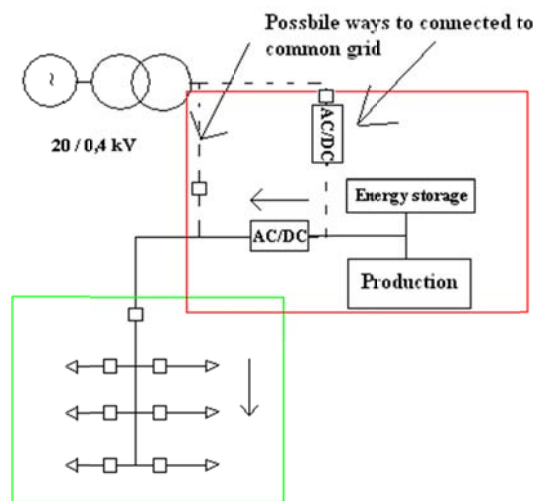 Possbile ways to connected to
common grid
~
20 / 0,4 kV
AC/DC
Energy storage
AC/DC
Production